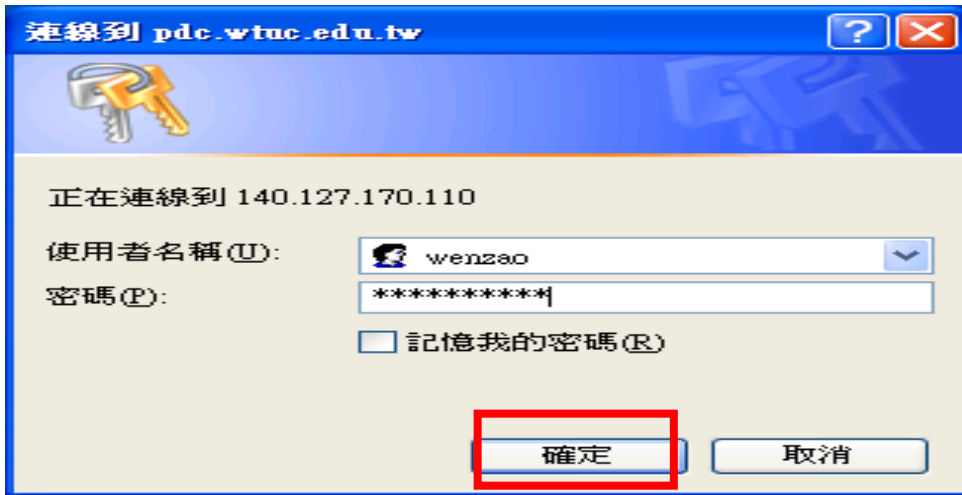 連線到 pdc.wtuc.edu.tw
正在連線到 140.127.170.110
使用者名稱(U): wenzao
密碼(P): **********
記憶我的密碼(R)
確定 取消